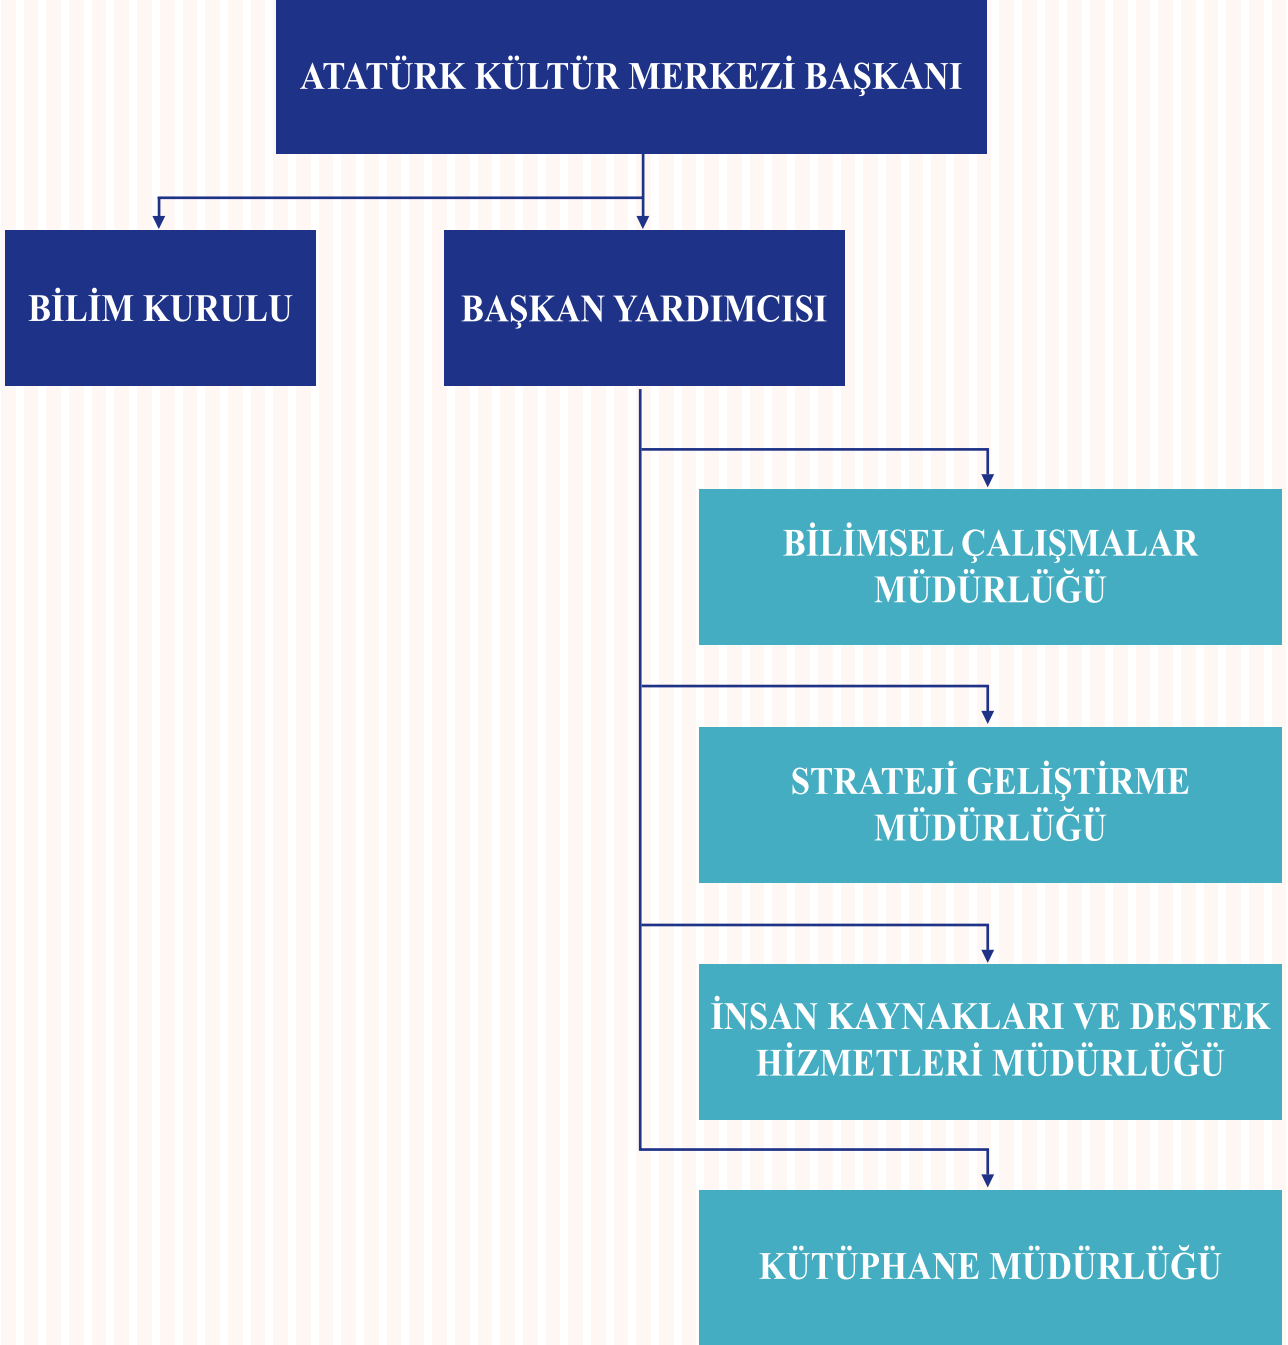 ATATÜRK KÜLTÜR MERKEZİ BAŞKANI
BİLİM KURULU
BAŞKAN YARDIMCISI
BİLİMSEL ÇALIŞMALAR
MÜDÜRLÜĞÜ
STRATEJİ GELİŞTİRME
MÜDÜRLÜĞÜ
İNSAN KAYNAKLARI VE DESTEK
HİZMETLERİ MÜDÜRLÜĞÜ
KÜTÜPHANE MÜDÜRLÜĞÜ